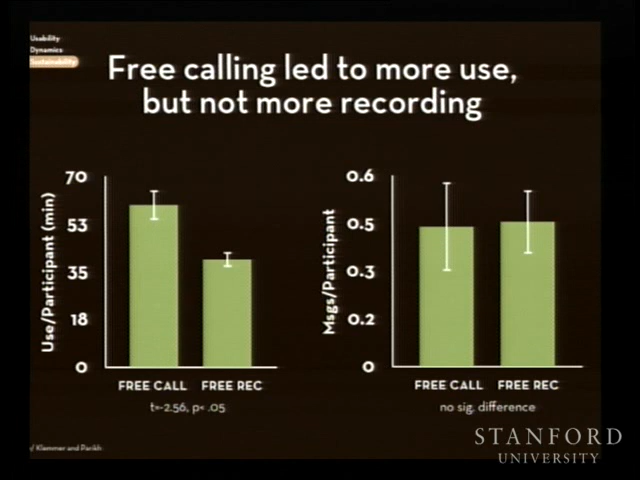 Usability
Dynamics
Sustainability
Free calling led to more use,
but not more recording
Use/Participant (min)
70
53
35
18
0
FREE CALL
FREE REC
t=-2.56, p< .05
Msgs/Participant
0.6
0.5
0.3
0.2
0
FREE CALL
FREE REC
no sig. difference
/ Klemmer and Parikh
STANFORD
UNIVERSITY